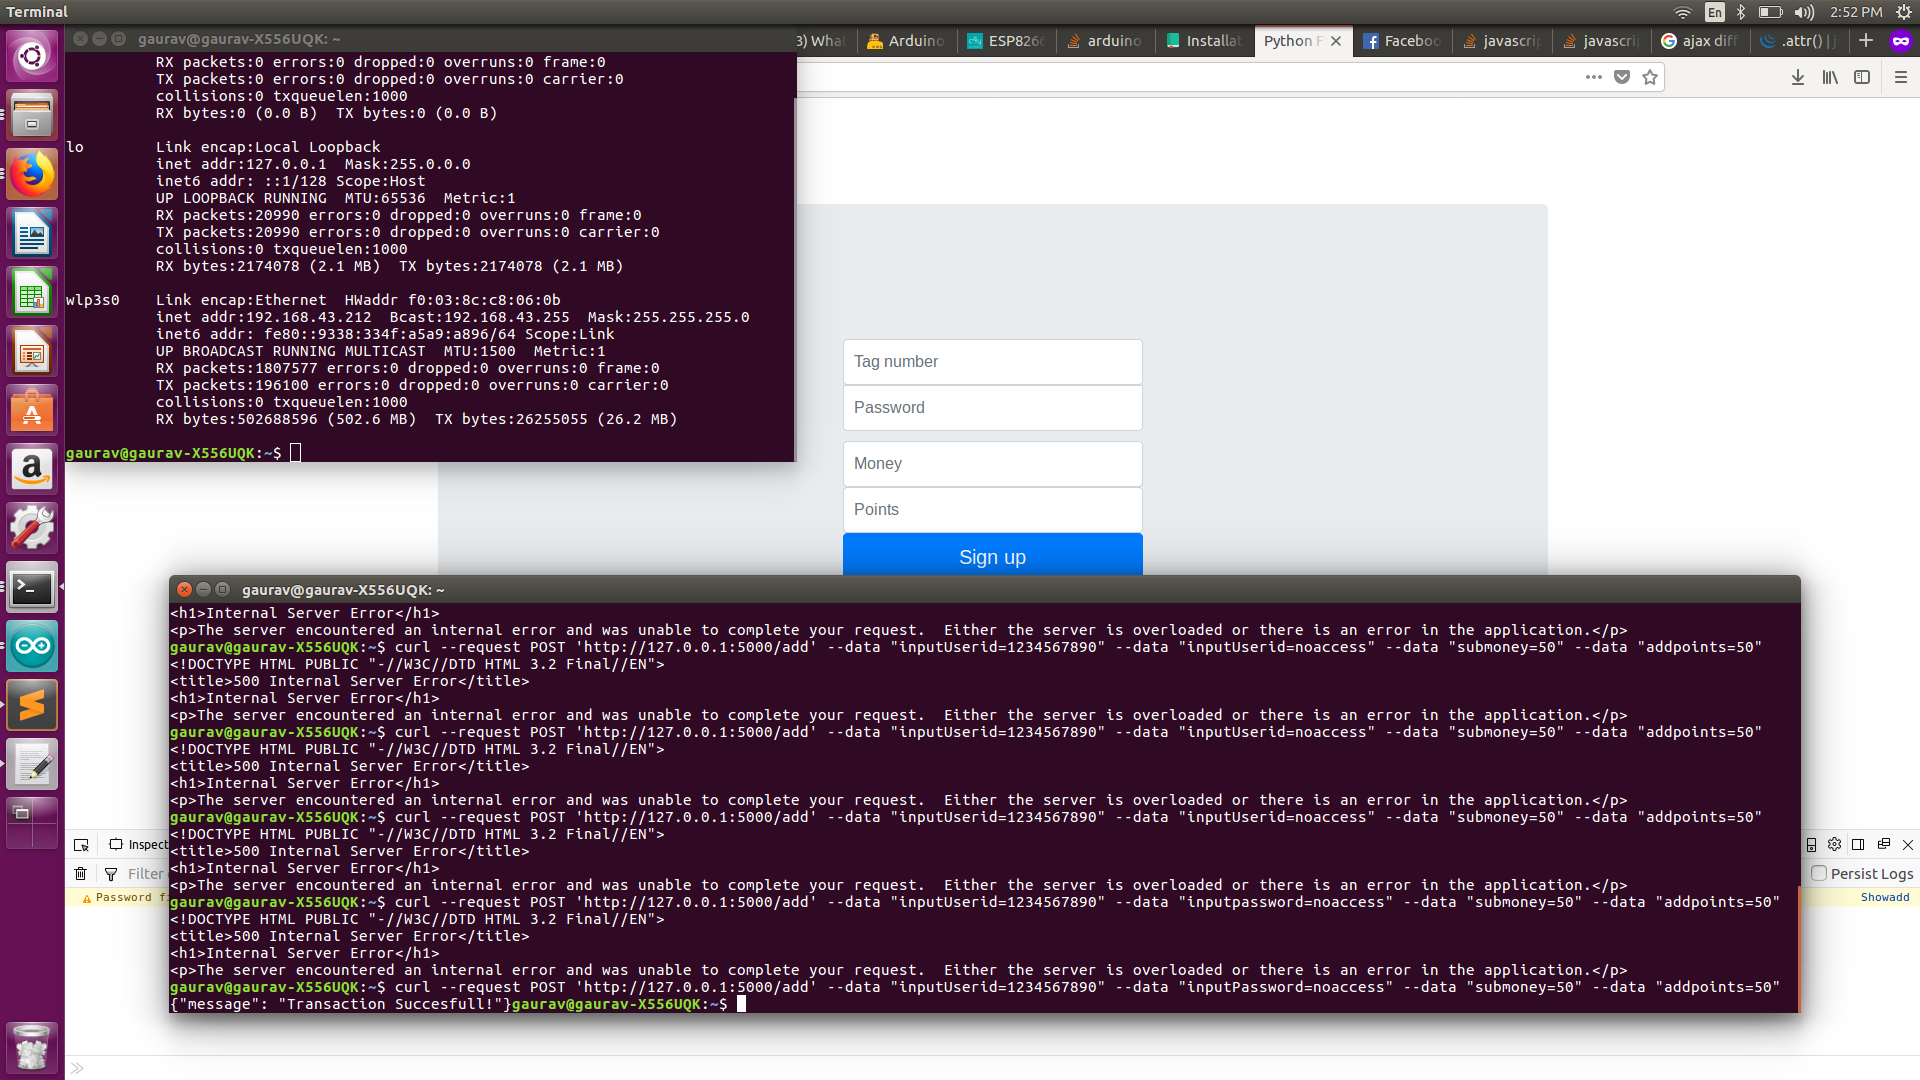 Terminal
En
2:52 PM
gaurav@gaurav-X556UQK: ~
3) What
Arduino
ESP826
arduino
Installat
Python F
Faceboo
javascrip
javascrip
ajax diff
.attr() | j
RX packets:0 errors:0 dropped:0 overruns:0 frame:0
TX packets:0 errors:0 dropped:0 overruns:0 carrier:0
collisions:0 txqueuelen:1000
RX bytes:0 (0.0 B)  TX bytes:0 (0.0 B)
lo        Link encap:Local Loopback
inet addr:127.0.0.1  Mask:255.0.0.0
inet6 addr: ::1/128 Scope:Host
UP LOOPBACK RUNNING  MTU:65536  Metric:1
RX packets:20990 errors:0 dropped:0 overruns:0 frame:0
TX packets:20990 errors:0 dropped:0 overruns:0 carrier:0
collisions:0 txqueuelen:1000
RX bytes:2174078 (2.1 MB)  TX bytes:2174078 (2.1 MB)
wlp3s0    Link encap:Ethernet  HWaddr f0:03:8c:c8:06:0b
inet addr:192.168.43.212  Bcast:192.168.43.255  Mask:255.255.255.0
inet6 addr: fe80::9338:334f:a5a9:a896/64 Scope:Link
UP BROADCAST RUNNING MULTICAST  MTU:1500  Metric:1
RX packets:1807577 errors:0 dropped:0 overruns:0 frame:0
TX packets:196100 errors:0 dropped:0 overruns:0 carrier:0
collisions:0 txqueuelen:1000
RX bytes:502688596 (502.6 MB)  TX bytes:26255055 (26.2 MB)
gaurav@gaurav-X556UQK:~$
Tag number
Password
Money
Points
Sign up
gaurav@gaurav-X556UQK: ~
<h1>Internal Server Error</h1>
<p>The server encountered an internal error and was unable to complete your request.  Either the server is overloaded or there is an error in the application.</p>
gaurav@gaurav-X556UQK:~$ curl --request POST 'http://127.0.0.1:5000/add' --data "inputUserid=1234567890" --data "inputUserid=noaccess" --data "submoney=50" --data "addpoints=50"
<!DOCTYPE HTML PUBLIC "-//W3C//DTD HTML 3.2 Final//EN">
<title>500 Internal Server Error</title>
<h1>Internal Server Error</h1>
<p>The server encountered an internal error and was unable to complete your request.  Either the server is overloaded or there is an error in the application.</p>
gaurav@gaurav-X556UQK:~$ curl --request POST 'http://127.0.0.1:5000/add' --data "inputUserid=1234567890" --data "inputUserid=noaccess" --data "submoney=50" --data "addpoints=50"
<!DOCTYPE HTML PUBLIC "-//W3C//DTD HTML 3.2 Final//EN">
<title>500 Internal Server Error</title>
<h1>Internal Server Error</h1>
<p>The server encountered an internal error and was unable to complete your request.  Either the server is overloaded or there is an error in the application.</p>
gaurav@gaurav-X556UQK:~$ curl --request POST 'http://127.0.0.1:5000/add' --data "inputUserid=1234567890" --data "inputUserid=noaccess" --data "submoney=50" --data "addpoints=50"
<!DOCTYPE HTML PUBLIC "-//W3C//DTD HTML 3.2 Final//EN">
<title>500 Internal Server Error</title>
<h1>Internal Server Error</h1>
<p>The server encountered an internal error and was unable to complete your request.  Either the server is overloaded or there is an error in the application.</p>
gaurav@gaurav-X556UQK:~$ curl --request POST 'http://127.0.0.1:5000/add' --data "inputUserid=1234567890" --data "inputpassword=noaccess" --data "submoney=50" --data "addpoints=50"
<!DOCTYPE HTML PUBLIC "-//W3C//DTD HTML 3.2 Final//EN">
<title>500 Internal Server Error</title>
<h1>Internal Server Error</h1>
<p>The server encountered an internal error and was unable to complete your request.  Either the server is overloaded or there is an error in the application.</p>
gaurav@gaurav-X556UQK:~$ curl --request POST 'http://127.0.0.1:5000/add' --data "inputUserid=1234567890" --data "inputPassword=noaccess" --data "submoney=50" --data "addpoints=50"
{"message": "Transaction Succesfull!"}gaurav@gaurav-X556UQK:~$
Inspect
Filter
Persist Logs
Password f
Showadd